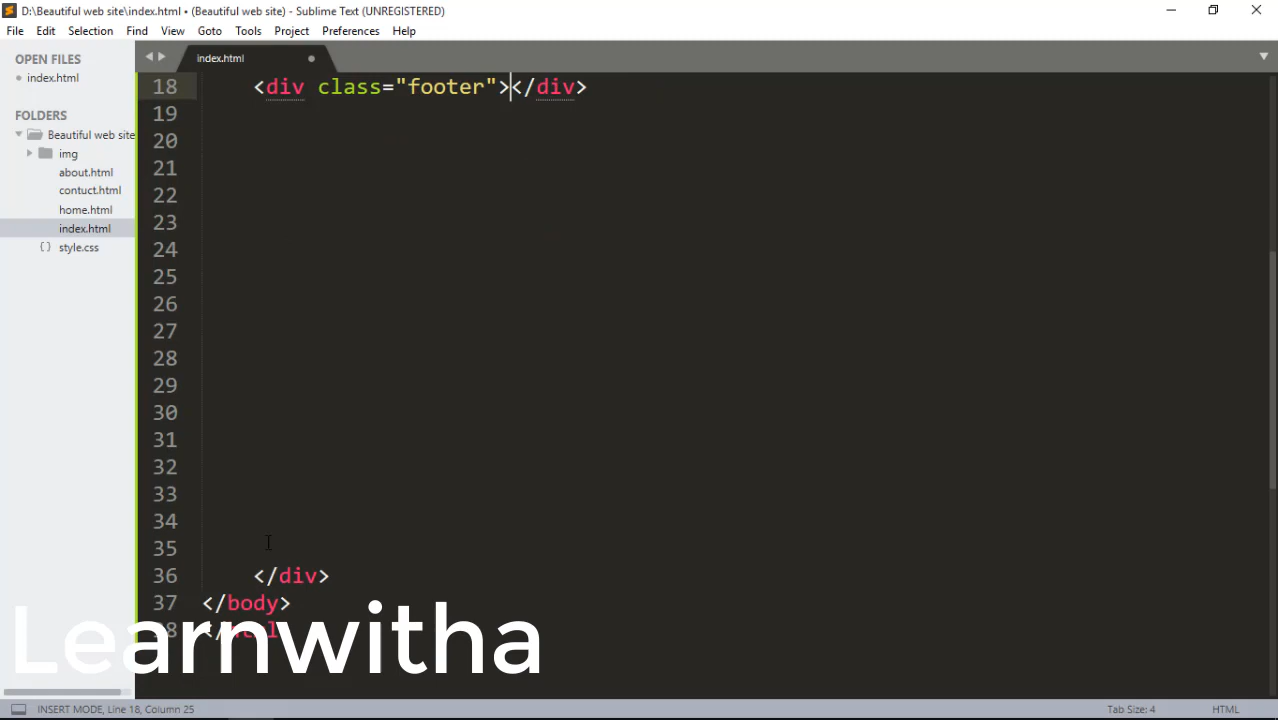 D:\Beautiful web site\index.html • (Beautiful web site) - Sublime Text (UNREGISTERED)
File Edit Selection Find View Goto Tools Project Preferences Help
OPEN FILES
index.html
FOLDERS
Beautiful web site
img
about.html
contuct.html
home.html
index.html
{} style.css
index.html
18 <div class="footer"></div>
19
20
21
22
23
24
25
26
27
28
29
30
31
32
33
34
35
36 </div>
37 </body>
Learnwitha
INSERT MODE, Line 18, Column 25
Tab Size: 4
HTML